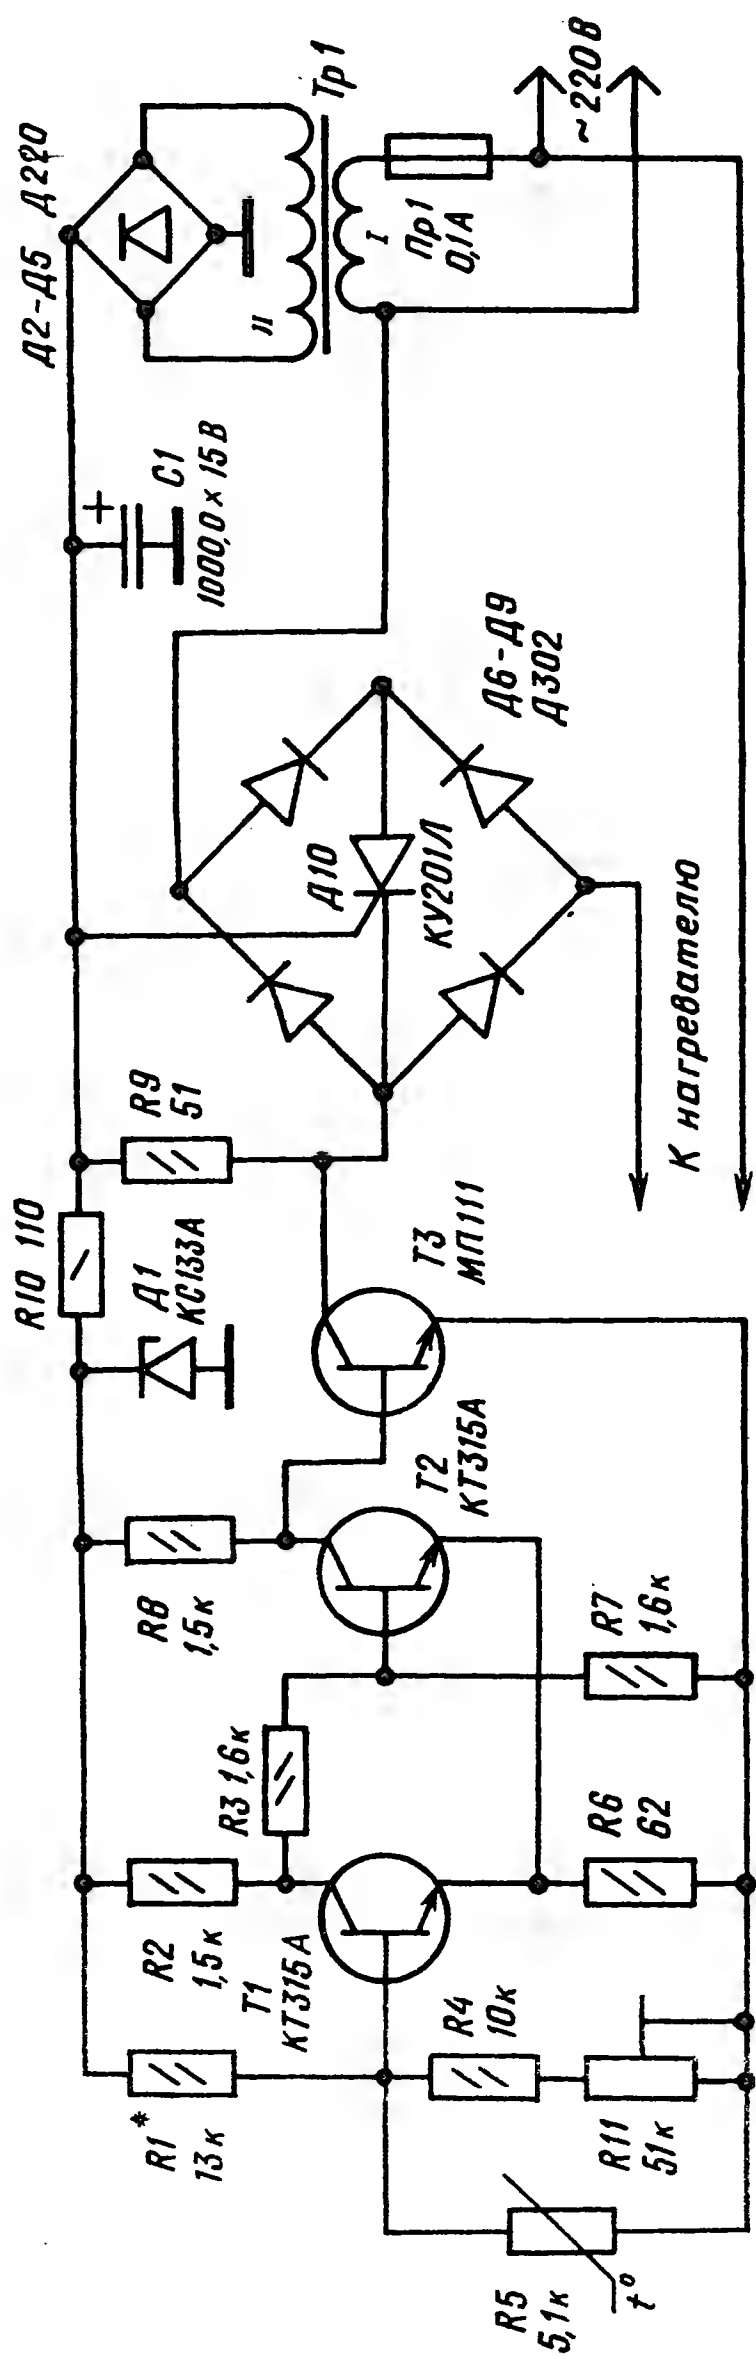 R1*
13к
R2
1,5к
Т1
КТ315А
R3 1,6к
R4
10к
R5
5,1к
t°
R11
51к
R6
62
R7
1,6к
R8
1,5к
Т2
КТ315А
Т3
МП111
R10 110
Д1
КС133А
R9
51
Д10
КУ201Л
Д6-Д9
Д302
К нагревателю
С1
1000,0 × 15 В
+
Д2-Д5 Д220
II
Тр1
I
Пр1
0,1А
~220В